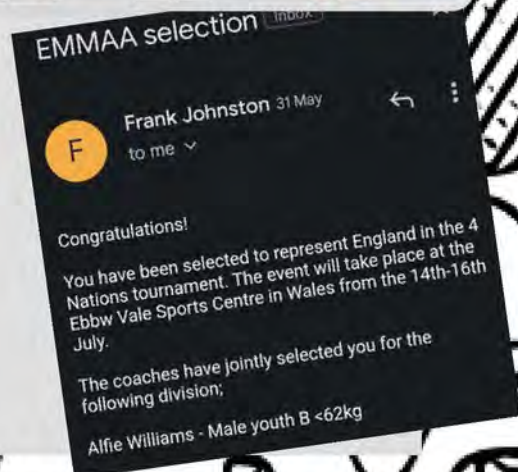 EMMAA selection Inbox
F
Frank Johnston 31 May
to me
Congratulations!
You have been selected to represent England in the 4
Nations tournament. The event will take place at the
Ebbw Vale Sports Centre in Wales from the 14th-16th
July.
The coaches have jointly selected you for the
following division;
Alfie Williams - Male youth B <62kg